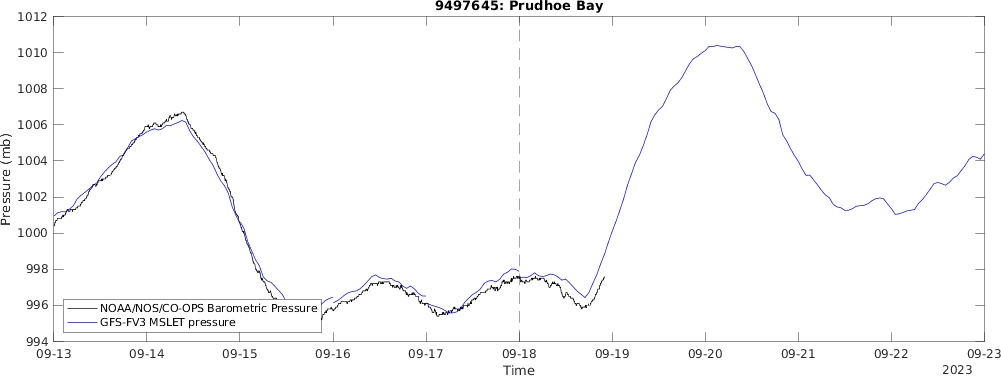 9497645: Prudhoe Bay
1012
1010
1008
1006
1004
1002
1000
998
996
994
Pressure (mb)
NOAA/NOS/CO-OPS Barometric Pressure
GFS-FV3 MSLET pressure
09-13 09-14 09-15 09-16 09-17 09-18 09-19 09-20 09-21 09-22 09-23
Time
2023